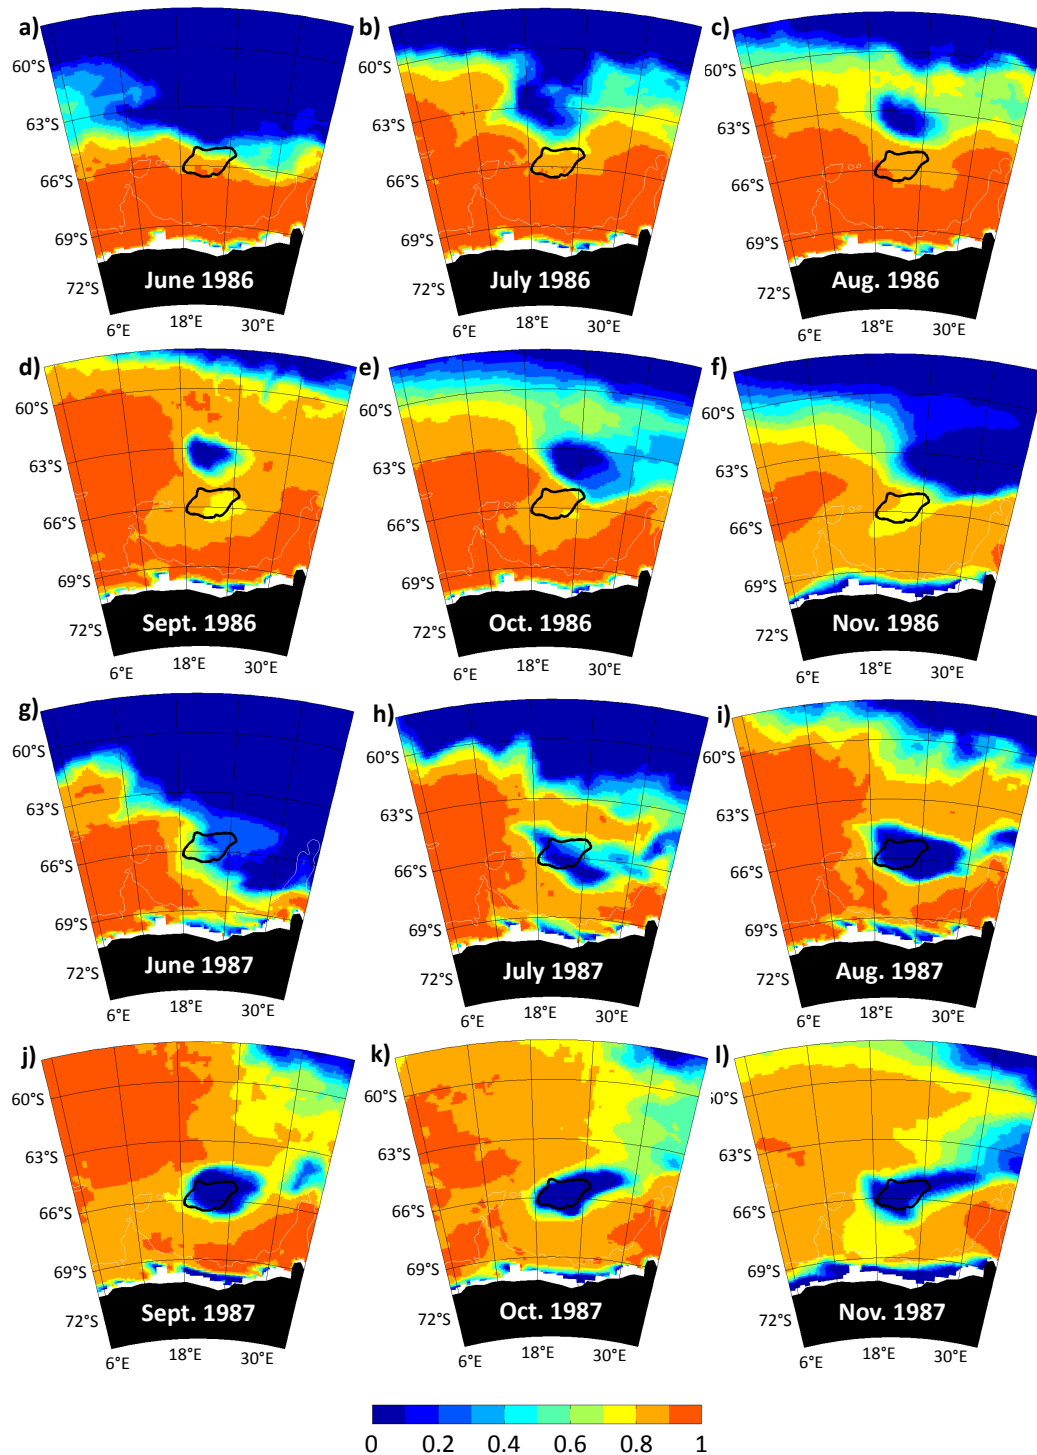 a) b) c)
60°S 60°S 60°S
63°S 63°S 63°S
66°S 66°S 66°S
69°S 69°S 69°S
72°S 72°S 72°S
June 1986 July 1986 Aug. 1986
6°E 18°E 30°E 6°E 18°E 30°E 6°E 18°E 30°E
d) e) f)
60°S 60°S 60°S
63°S 63°S 63°S
66°S 66°S 66°S
69°S 69°S 69°S
72°S 72°S 72°S
Sept. 1986 Oct. 1986 Nov. 1986
6°E 18°E 30°E 6°E 18°E 30°E 6°E 18°E 30°E
g) h) i)
60°S 60°S 60°S
63°S 63°S 63°S
66°S 66°S 66°S
69°S 69°S 69°S
72°S 72°S 72°S
June 1987 July 1987 Aug. 1987
6°E 18°E 30°E 6°E 18°E 30°E 6°E 18°E 30°E
j) k) l)
60°S 60°S 50°S
63°S 63°S 63°S
66°S 66°S 66°S
69°S 69°S 69°S
72°S 72°S 72°S
Sept. 1987 Oct. 1987 Nov. 1987
6°E 18°E 30°E 6°E 18°E 30°E 6°E 18°E 30°E
0 0.2 0.4 0.6 0.8 1